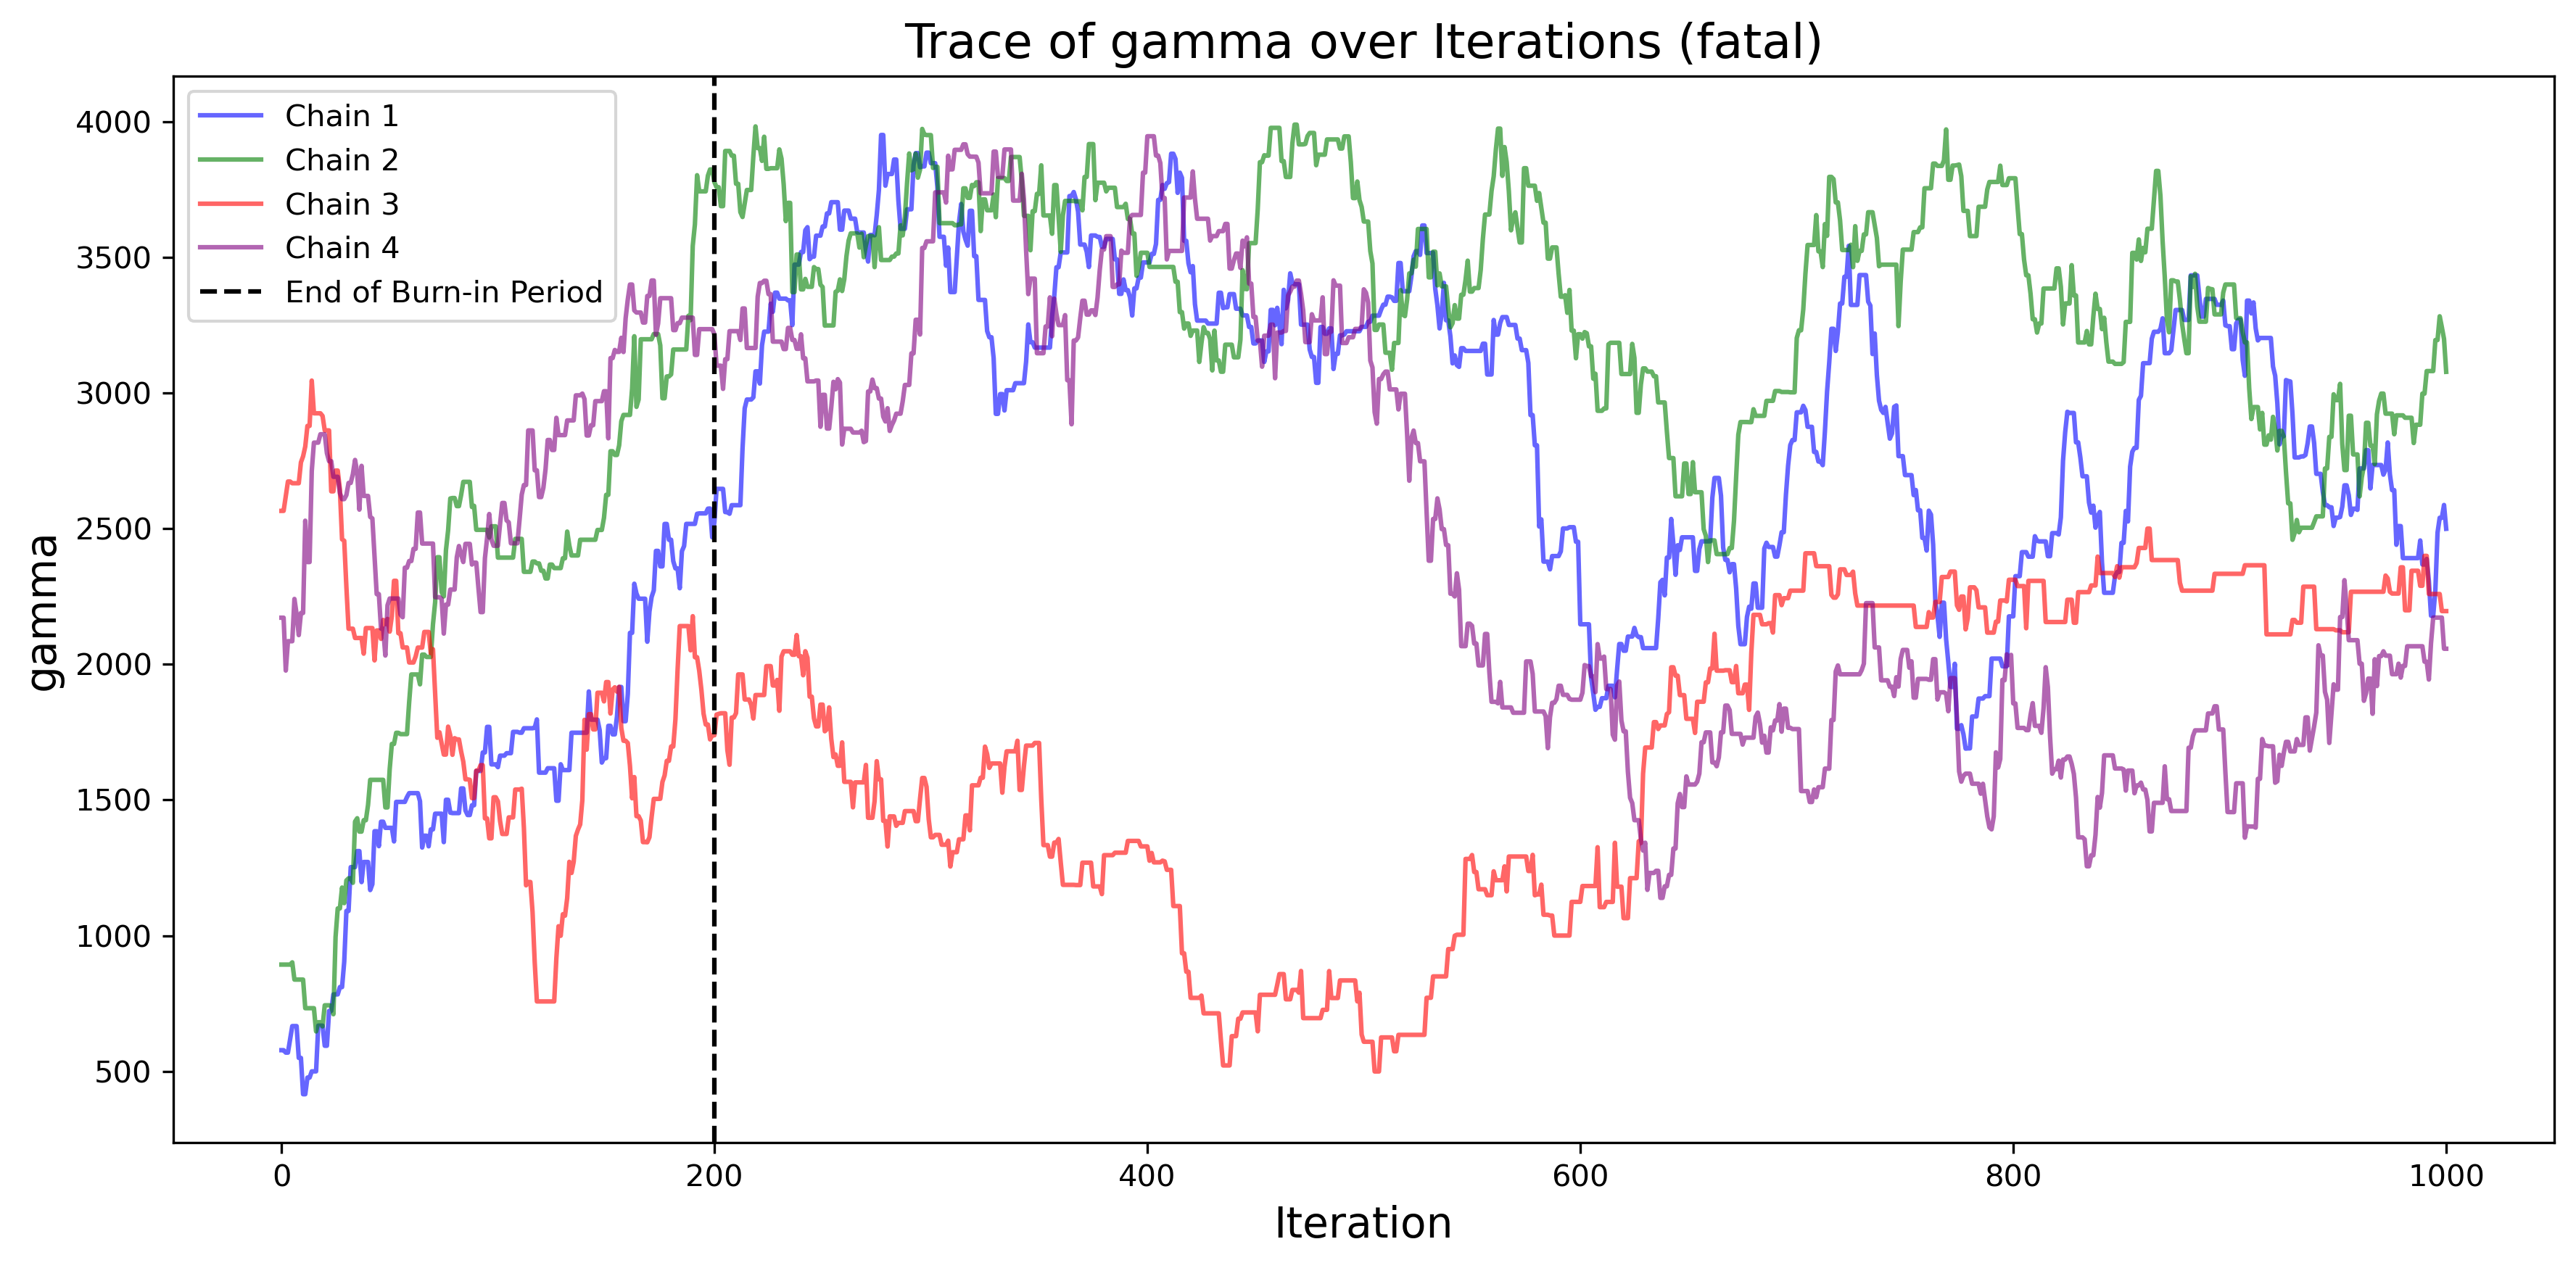 Trace of gamma over Iterations (fatal)
Chain 1
Chain 2
Chain 3
Chain 4
End of Burn-in Period
4000
3500
3000
2500
2000
1500
1000
500
gamma
0
200
400
600
800
1000
Iteration